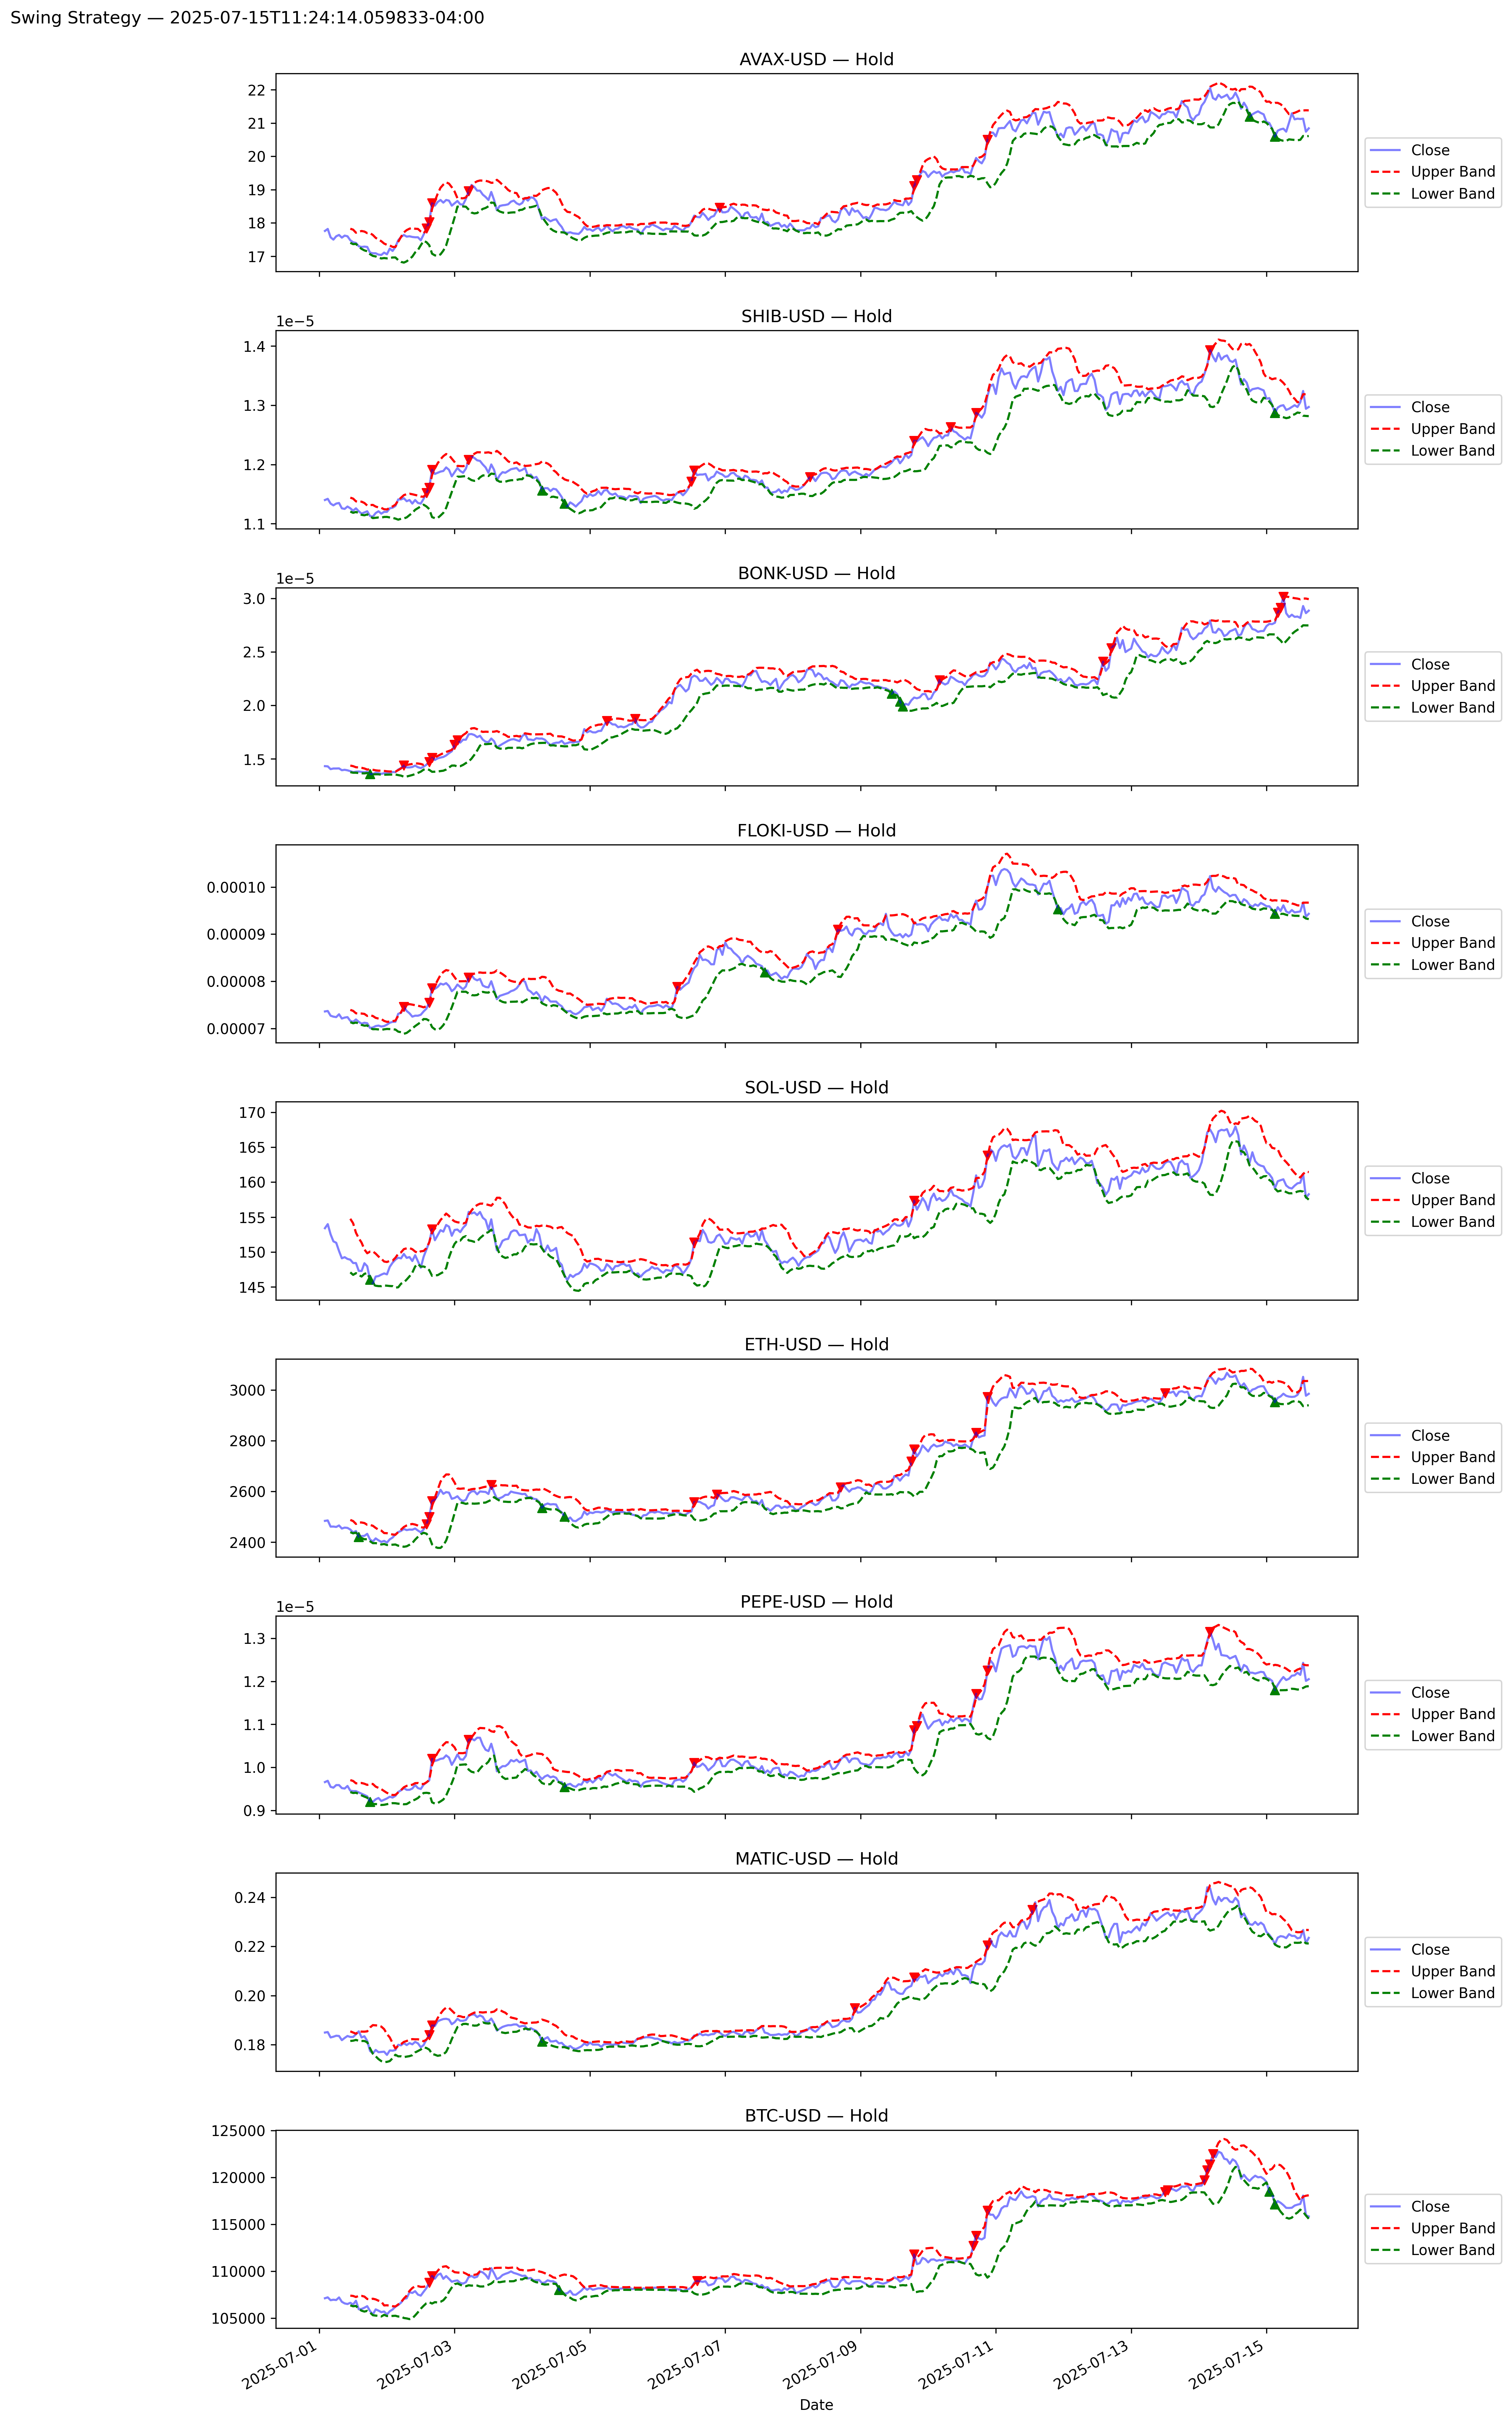 Swing Strategy — 2025-07-15T11:24:14.059833-04:00
AVAX-USD — Hold
22
21
20
19
18
17
Close
Upper Band
Lower Band
SHIB-USD — Hold
1e−5
1.4
1.3
1.2
1.1
Close
Upper Band
Lower Band
BONK-USD — Hold
1e−5
3.0
2.5
2.0
1.5
Close
Upper Band
Lower Band
FLOKI-USD — Hold
0.00010
0.00009
0.00008
0.00007
Close
Upper Band
Lower Band
SOL-USD — Hold
170
165
160
155
150
145
Close
Upper Band
Lower Band
ETH-USD — Hold
3000
2800
2600
2400
Close
Upper Band
Lower Band
PEPE-USD — Hold
1e−5
1.3
1.2
1.1
1.0
0.9
Close
Upper Band
Lower Band
MATIC-USD — Hold
0.24
0.22
0.20
0.18
Close
Upper Band
Lower Band
BTC-USD — Hold
125000
120000
115000
110000
105000
Close
Upper Band
Lower Band
2025-07-01
2025-07-03
2025-07-05
2025-07-07
2025-07-09
2025-07-11
2025-07-13
2025-07-15
Date